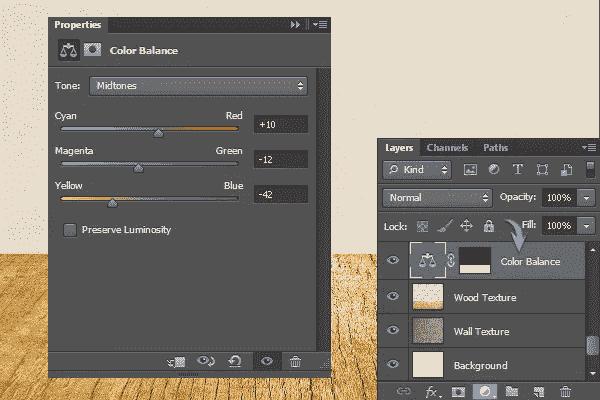 Properties
Color Balance
Tone: Midtones
Cyan Red +10
Magenta Green -12
Yellow Blue -42
Preserve Luminosity
Layers Channels Paths
Kind
Normal Opacity: 100%
Lock: Fill: 100%
Color Balance
Wood Texture
Wall Texture
Background
fx